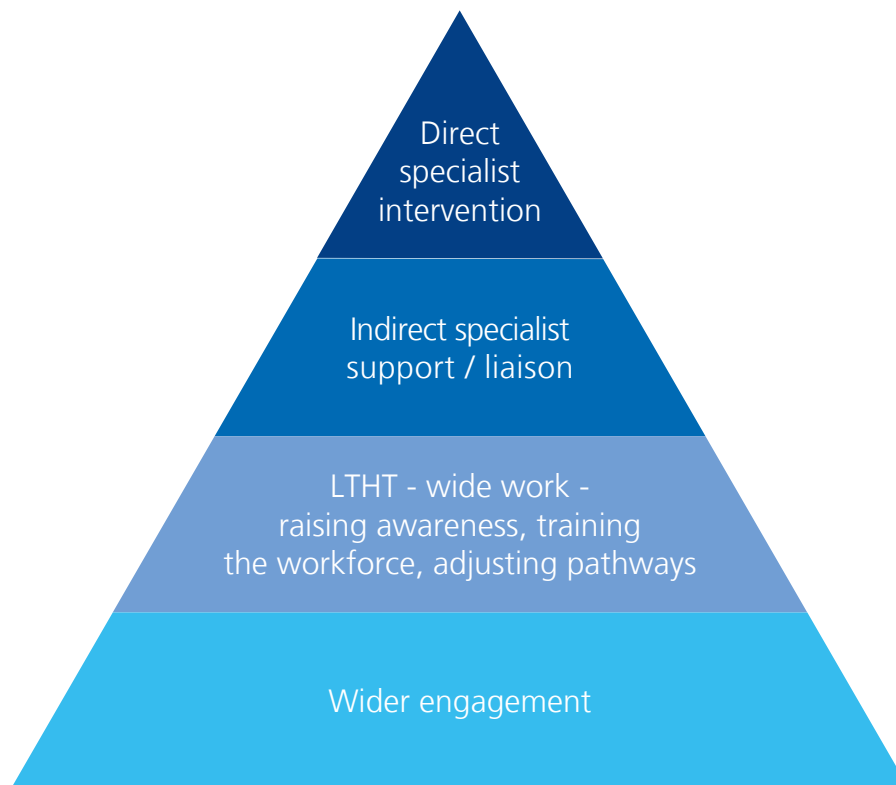 Direct
specialist
intervention
Indirect specialist
support / liaison
LTHT - wide work -
raising awareness, training
the workforce, adjusting pathways
Wider engagement